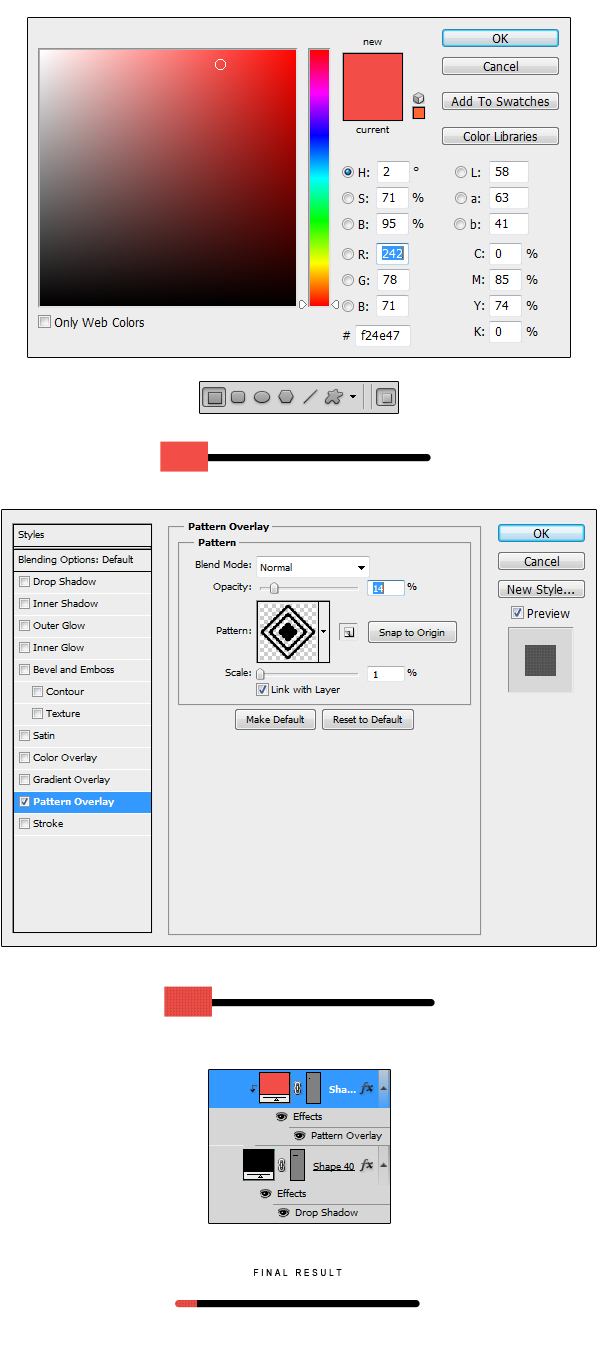 new
OK
Cancel
Add To Swatches
current
Color Libraries
H: 2 °
L: 58
S: 71 %
a: 63
B: 95 %
b: 41
R: 242
C: 0 %
G: 78
M: 85 %
B: 71
Y: 74 %
Only Web Colors
# f24e47
K: 0 %
Styles
Blending Options: Default
Drop Shadow
Inner Shadow
Outer Glow
Inner Glow
Bevel and Emboss
Contour
Texture
Satin
Color Overlay
Gradient Overlay
Pattern Overlay
Stroke
Pattern Overlay
Pattern
Blend Mode: Normal
Opacity: 14 %
Pattern:
Snap to Origin
Scale: 1 %
Link with Layer
Make Default
Reset to Default
OK
Cancel
New Style...
Preview
Sha... fx
Effects
Pattern Overlay
Shape 40 fx
Effects
Drop Shadow
FINAL RESULT